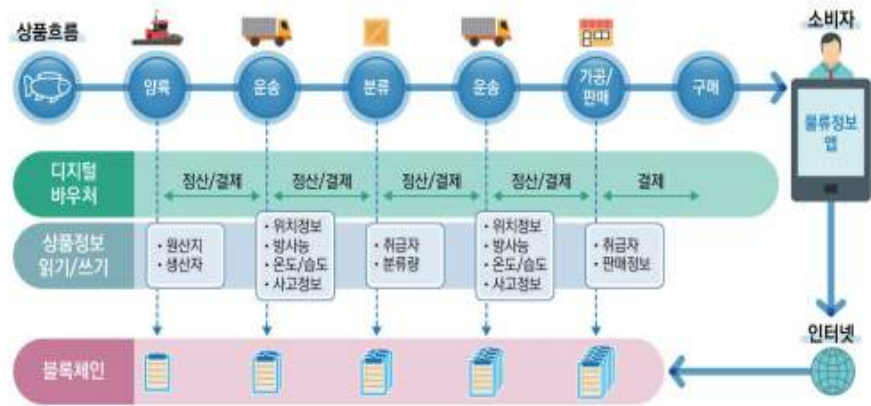 상품흐름
소비자
양륙
운송
분류
운송
가공/
판매
구매
물류정보
앱
디지털
바우처
정산/결제
정산/결제
정산/결제
정산/결제
결제
상품정보
읽기/쓰기
• 원산지
• 생산자
• 위치정보
• 방사능
• 온도/습도
• 사고정보
• 취급자
• 분류량
• 위치정보
• 방사능
• 온도/습도
• 사고정보
• 취급자
• 판매정보
인터넷
블록체인